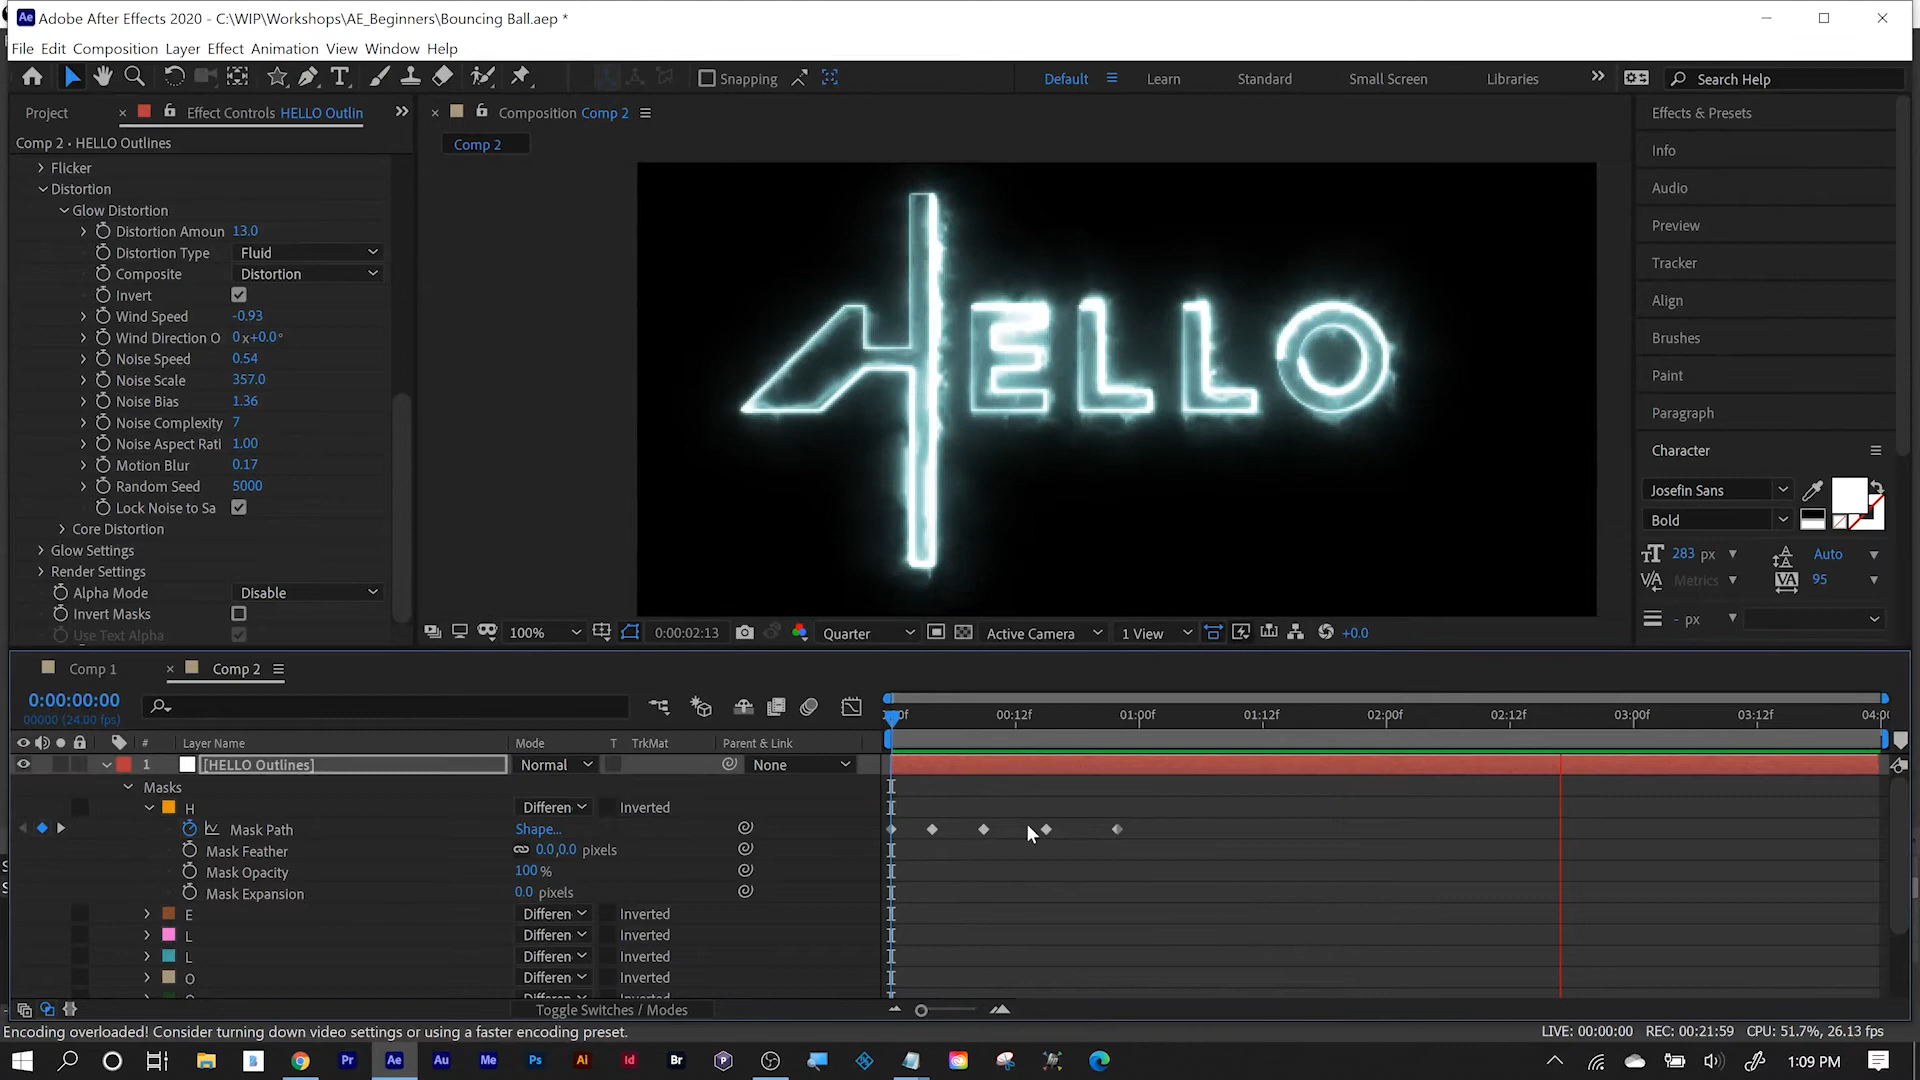 Adobe After Effects 2020 - C:\WIP\Workshops\AE_Beginners\Bouncing Ball.aep *
File Edit Composition Layer Effect Animation View Window Help
Snapping
Default Learn Standard Small Screen Libraries Search Help
Project Effect Controls HELLO Outlin Composition Comp 2 Effects & Presets
Comp 2 • HELLO Outlines Comp 2
Flicker
Distortion
Glow Distortion
Distortion Amoun 13.0
Distortion Type Fluid
Composite Distortion
Invert
Wind Speed -0.93
Wind Direction O 0x+0.0°
Noise Speed 0.54
Noise Scale 357.0
Noise Bias 1.36
Noise Complexity 7
Noise Aspect Rati 1.00
Motion Blur 0.17
Random Seed 5000
Lock Noise to Sa
Core Distortion
Glow Settings
Render Settings
Alpha Mode Disable
Invert Masks
Use Text Alpha
HELLO
100% 0:00:02:13 Quarter Active Camera 1 View +0.0
Info
Audio
Preview
Tracker
Align
Brushes
Paint
Paragraph
Character
Josefin Sans
Bold
283 px Auto
Metrics 95
- px
Comp 1 Comp 2
0:00:00:00
00000 (24.00 fps)
00:12f 01:00f 01:12f 02:00f 02:12f 03:00f 03:12f
# Layer Name Mode T TrkMat Parent & Link
1 [HELLO Outlines] Normal None
Masks
H Differen Inverted
Mask Path Shape...
Mask Feather 0.0,0.0 pixels
Mask Opacity 100 %
Mask Expansion 0.0 pixels
E Differen Inverted
L Differen Inverted
L Differen Inverted
O Differen Inverted
Toggle Switches / Modes
Encoding overloaded! Consider turning down video settings or using a faster encoding preset. LIVE: 00:00:00 REC: 00:21:59 CPU: 51.7%, 26.13 fps
Pr Ae Au Me Ps Ai Id Br 1:09 PM